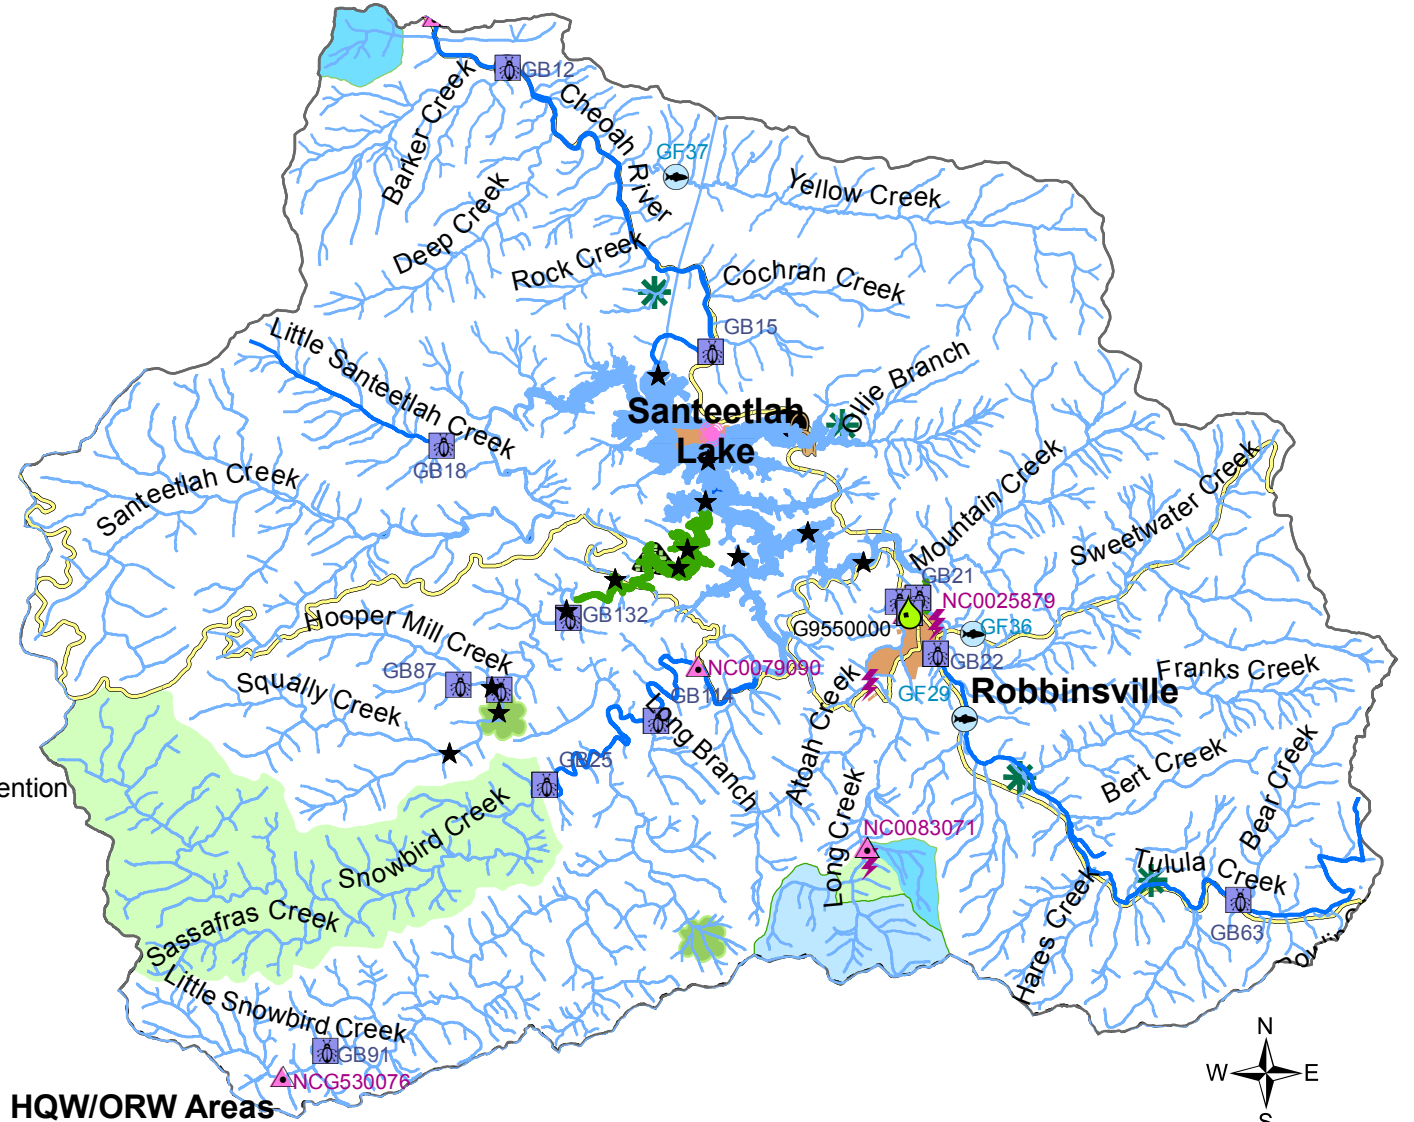 GB12
Barker Creek
Cheoah River
GF37
Yellow Creek
Deep Creek
Rock Creek
Cochran Creek
GB15
Little Santeetlah Creek
Ollie Branch
Santeetlah
Lake
GB18
Santeetlah Creek
Mountain Creek
Sweetwater Creek
GB21
NC0025879
Hooper Mill Creek
GB132
G9550000
GF36
GB22
Franks Creek
NC0079090
GB87
Squally Creek
GB114
GF29
Robbinsville
Long Branch
Atoah Creek
Bert Creek
Bear Creek
GB25
ention
Snowbird Creek
Long Creek
NC0083071
Tulula Creek
Hares Creek
GB63
Sassafras Creek
Little Snowbird Creek
GB91
NCG530076
N
W E
S
HQW/ORW Areas